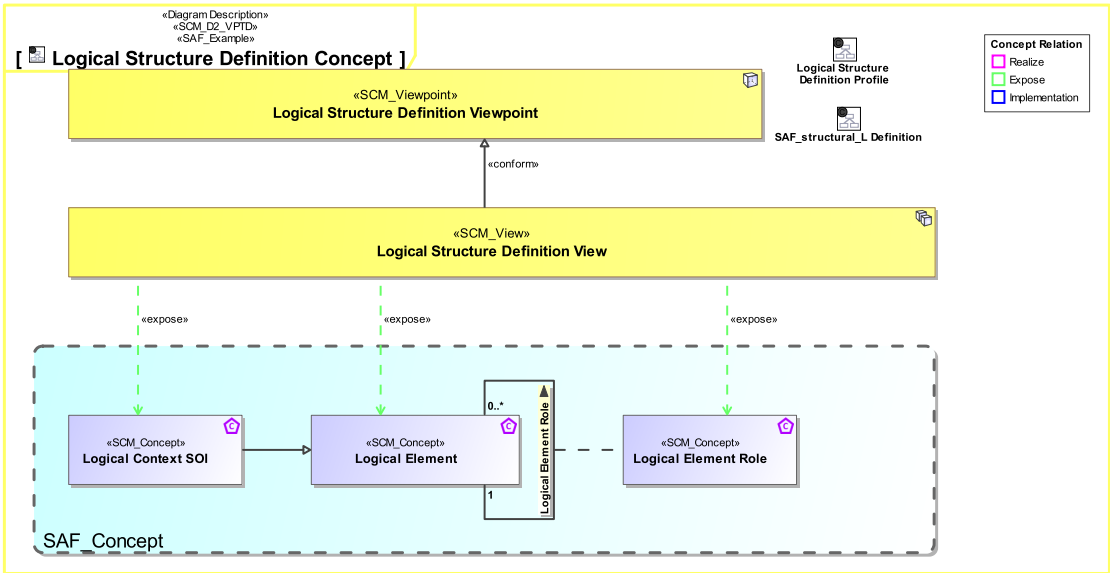 «Diagram Description»
«SCM_D2_VPTD»
«SAF_Example»
[ Logical Structure Definition Concept ]
«SCM_Viewpoint»
Logical Structure Definition Viewpoint
Logical Structure
Definition Profile
SAF_structural_L Definition
Concept Relation
Realize
Expose
Implementation
«conform»
«SCM_View»
Logical Structure Definition View
«expose»
«expose»
«expose»
«SCM_Concept»
Logical Context SOI
«SCM_Concept»
Logical Element
0..*
1
Logical Element Role
«SCM_Concept»
Logical Element Role
SAF_Concept
C
C
C